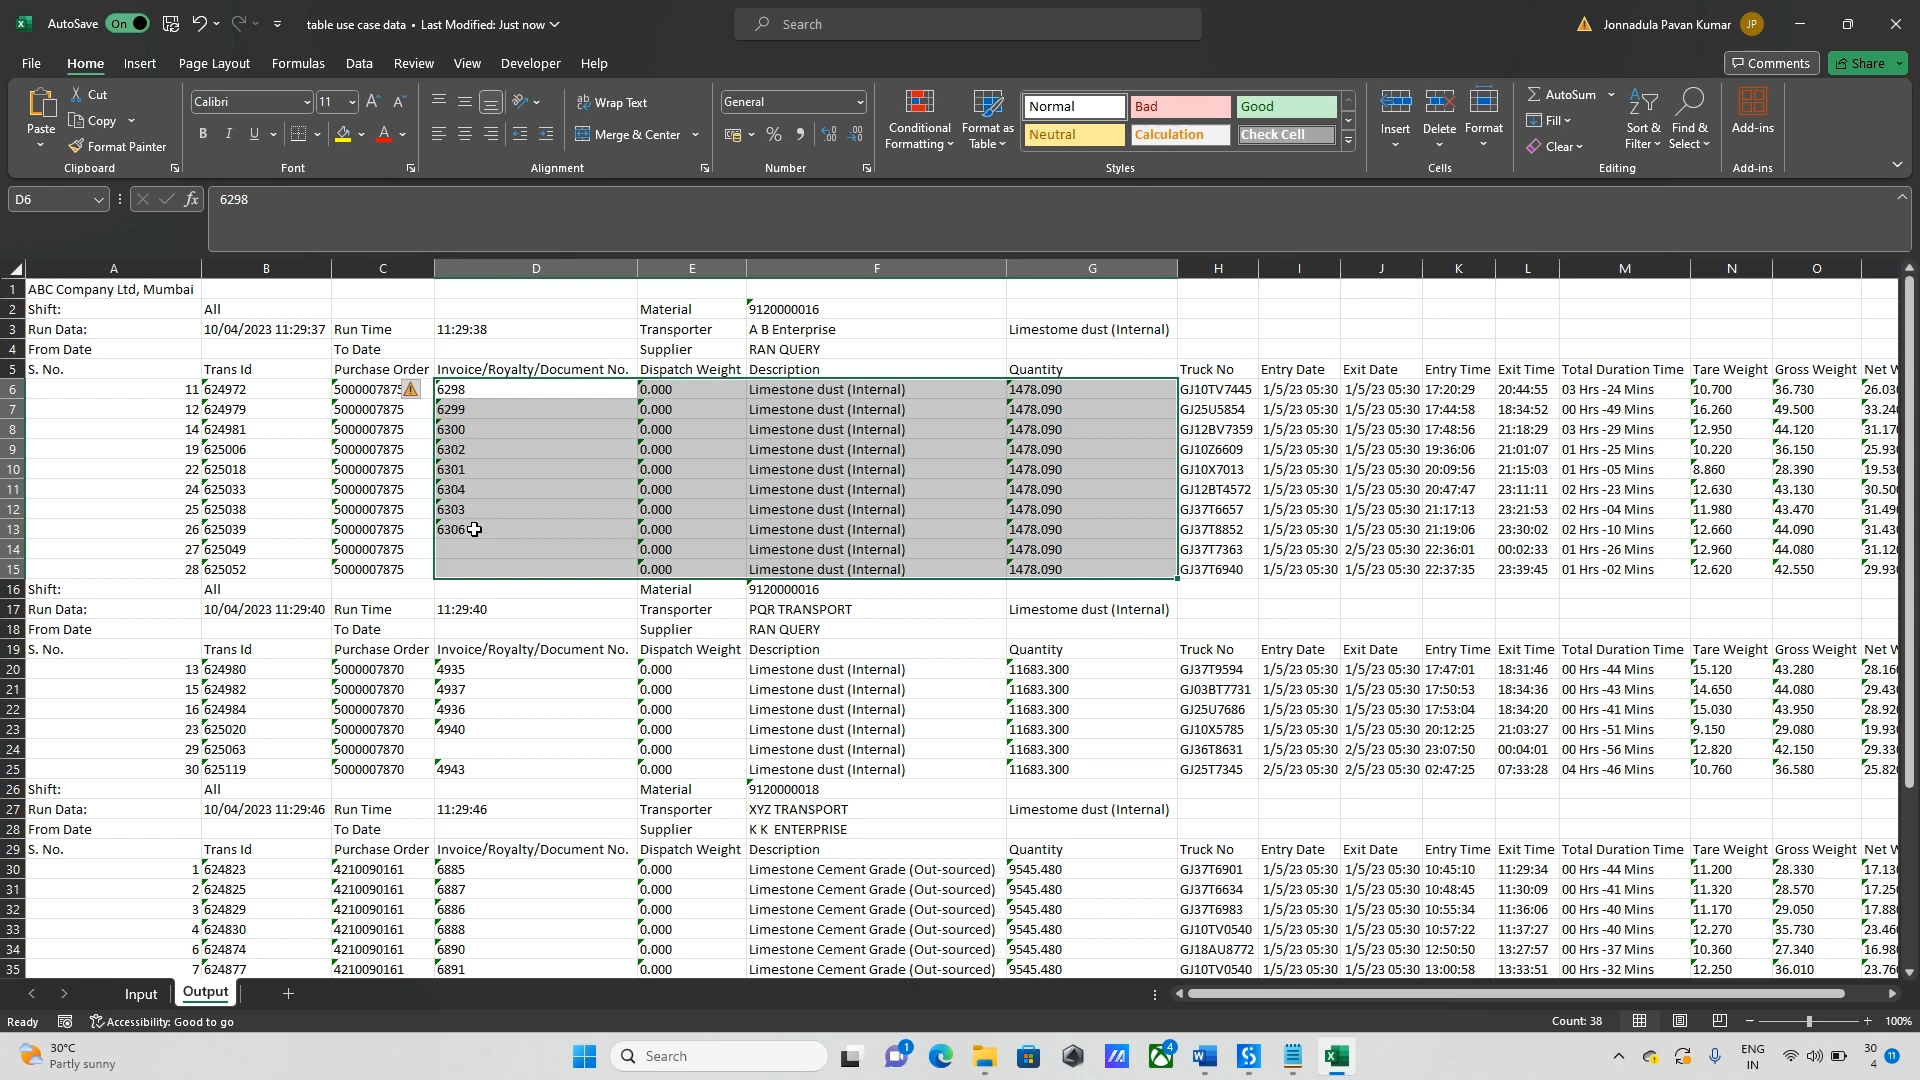 AutoSave On table use case data • Last Modified: Just now Search Jonnadula Pavan Kumar JP
File Home Insert Page Layout Formulas Data Review View Developer Help Comments Share
Paste Cut Copy Format Painter Clipboard
Calibri 11 B I U Font
Wrap Text Merge & Center Alignment
General % Number
Conditional Formatting Format as Table Normal Bad Good Neutral Calculation Check Cell Styles
Insert Delete Format Cells
AutoSum Fill Clear Sort & Filter Find & Select Editing
Add-ins Add-ins
D6 fx 6298
A B C D E F G H I J K L M N O
1 ABC Company Ltd, Mumbai
2 Shift: All Material 9120000016
3 Run Data: 10/04/2023 11:29:37 Run Time 11:29:38 Transporter A B Enterprise Limestome dust (Internal)
4 From Date To Date Supplier RAN QUERY
5 S. No. Trans Id Purchase Order Invoice/Royalty/Document No. Dispatch Weight Description Quantity Truck No Entry Date Exit Date Entry Time Exit Time Total Duration Time Tare Weight Gross Weight Net W
6 11 624972 5000007875 6298 0.000 Limestone dust (Internal) 1478.090 GJ10TV7445 1/5/23 05:30 1/5/23 05:30 17:20:29 20:44:55 03 Hrs -24 Mins 10.700 36.730 26.030
7 12 624979 5000007875 6299 0.000 Limestone dust (Internal) 1478.090 GJ25U5854 1/5/23 05:30 1/5/23 05:30 17:44:58 18:34:52 00 Hrs -49 Mins 16.260 49.500 33.240
8 14 624981 5000007875 6300 0.000 Limestone dust (Internal) 1478.090 GJ12BV7359 1/5/23 05:30 1/5/23 05:30 17:48:56 21:18:29 03 Hrs -29 Mins 12.950 44.120 31.170
9 19 625006 5000007875 6302 0.000 Limestone dust (Internal) 1478.090 GJ10Z6609 1/5/23 05:30 1/5/23 05:30 19:36:06 21:01:07 01 Hrs -25 Mins 10.220 36.150 25.930
10 22 625018 5000007875 6301 0.000 Limestone dust (Internal) 1478.090 GJ10X7013 1/5/23 05:30 1/5/23 05:30 20:09:56 21:15:03 01 Hrs -05 Mins 8.860 28.390 19.530
11 24 625033 5000007875 6304 0.000 Limestone dust (Internal) 1478.090 GJ12BT4572 1/5/23 05:30 1/5/23 05:30 20:47:47 23:11:11 02 Hrs -23 Mins 12.630 43.130 30.500
12 25 625038 5000007875 6303 0.000 Limestone dust (Internal) 1478.090 GJ37T6657 1/5/23 05:30 1/5/23 05:30 21:17:13 23:21:53 02 Hrs -04 Mins 11.980 43.470 31.490
13 26 625039 5000007875 6306 0.000 Limestone dust (Internal) 1478.090 GJ37T8852 1/5/23 05:30 1/5/23 05:30 21:19:06 23:30:02 02 Hrs -10 Mins 12.660 44.090 31.430
14 27 625049 5000007875 0.000 Limestone dust (Internal) 1478.090 GJ37T7363 1/5/23 05:30 2/5/23 05:30 22:36:01 00:02:33 01 Hrs -26 Mins 12.960 44.080 31.120
15 28 625052 5000007875 0.000 Limestone dust (Internal) 1478.090 GJ37T6940 1/5/23 05:30 1/5/23 05:30 22:37:35 23:39:45 01 Hrs -02 Mins 12.620 42.550 29.930
16 Shift: All Material 9120000016
17 Run Data: 10/04/2023 11:29:40 Run Time 11:29:40 Transporter PQR TRANSPORT Limestome dust (Internal)
18 From Date To Date Supplier RAN QUERY
19 S. No. Trans Id Purchase Order Invoice/Royalty/Document No. Dispatch Weight Description Quantity Truck No Entry Date Exit Date Entry Time Exit Time Total Duration Time Tare Weight Gross Weight Net W
20 13 624980 5000007870 4935 0.000 Limestone dust (Internal) 11683.300 GJ37T9594 1/5/23 05:30 1/5/23 05:30 17:47:01 18:31:46 00 Hrs -44 Mins 15.120 43.280 28.160
21 15 624982 5000007870 4937 0.000 Limestone dust (Internal) 11683.300 GJ03BT7731 1/5/23 05:30 1/5/23 05:30 17:50:53 18:34:36 00 Hrs -43 Mins 14.650 44.080 29.430
22 16 624984 5000007870 4936 0.000 Limestone dust (Internal) 11683.300 GJ25U7686 1/5/23 05:30 1/5/23 05:30 17:53:04 18:34:20 00 Hrs -41 Mins 15.030 43.950 28.920
23 23 625020 5000007870 4940 0.000 Limestone dust (Internal) 11683.300 GJ10X5785 1/5/23 05:30 1/5/23 05:30 20:12:25 21:03:27 00 Hrs -51 Mins 9.150 29.080 19.930
24 29 625063 5000007870 0.000 Limestone dust (Internal) 11683.300 GJ36T8631 1/5/23 05:30 2/5/23 05:30 23:07:50 00:04:01 00 Hrs -56 Mins 12.820 42.150 29.330
25 30 625119 5000007870 4943 0.000 Limestone dust (Internal) 11683.300 GJ25T7345 2/5/23 05:30 2/5/23 05:30 02:47:25 07:33:28 04 Hrs -46 Mins 10.760 36.580 25.820
26 Shift: All Material 9120000018
27 Run Data: 10/04/2023 11:29:46 Run Time 11:29:46 Transporter XYZ TRANSPORT Limestome dust (Internal)
28 From Date To Date Supplier K K ENTERPRISE
29 S. No. Trans Id Purchase Order Invoice/Royalty/Document No. Dispatch Weight Description Quantity Truck No Entry Date Exit Date Entry Time Exit Time Total Duration Time Tare Weight Gross Weight Net W
30 1 624823 4210090161 6885 0.000 Limestone Cement Grade (Out-sourced) 9545.480 GJ37T6901 1/5/23 05:30 1/5/23 05:30 10:45:10 11:29:34 00 Hrs -44 Mins 11.200 28.330 17.130
31 2 624825 4210090161 6887 0.000 Limestone Cement Grade (Out-sourced) 9545.480 GJ37T6634 1/5/23 05:30 1/5/23 05:30 10:48:45 11:30:09 00 Hrs -41 Mins 11.320 28.570 17.250
32 3 624829 4210090161 6886 0.000 Limestone Cement Grade (Out-sourced) 9545.480 GJ37T6983 1/5/23 05:30 1/5/23 05:30 10:55:34 11:36:06 00 Hrs -40 Mins 11.170 29.050 17.880
33 4 624830 4210090161 6888 0.000 Limestone Cement Grade (Out-sourced) 9545.480 GJ10TV0540 1/5/23 05:30 1/5/23 05:30 10:57:22 11:37:27 00 Hrs -40 Mins 12.270 35.730 23.460
34 6 624874 4210090161 6890 0.000 Limestone Cement Grade (Out-sourced) 9545.480 GJ18AU8772 1/5/23 05:30 1/5/23 05:30 12:50:50 13:27:57 00 Hrs -37 Mins 10.360 27.340 16.980
35 7 624877 4210090161 6891 0.000 Limestone Cement Grade (Out-sourced) 9545.480 GJ10TV0540 1/5/23 05:30 1/5/23 05:30 13:00:58 13:33:51 00 Hrs -32 Mins 12.250 36.010 23.760
Input Output
Ready Accessibility: Good to go Count: 38 100%
30°C Partly sunny Search 1 4 ENG IN 30 4 11